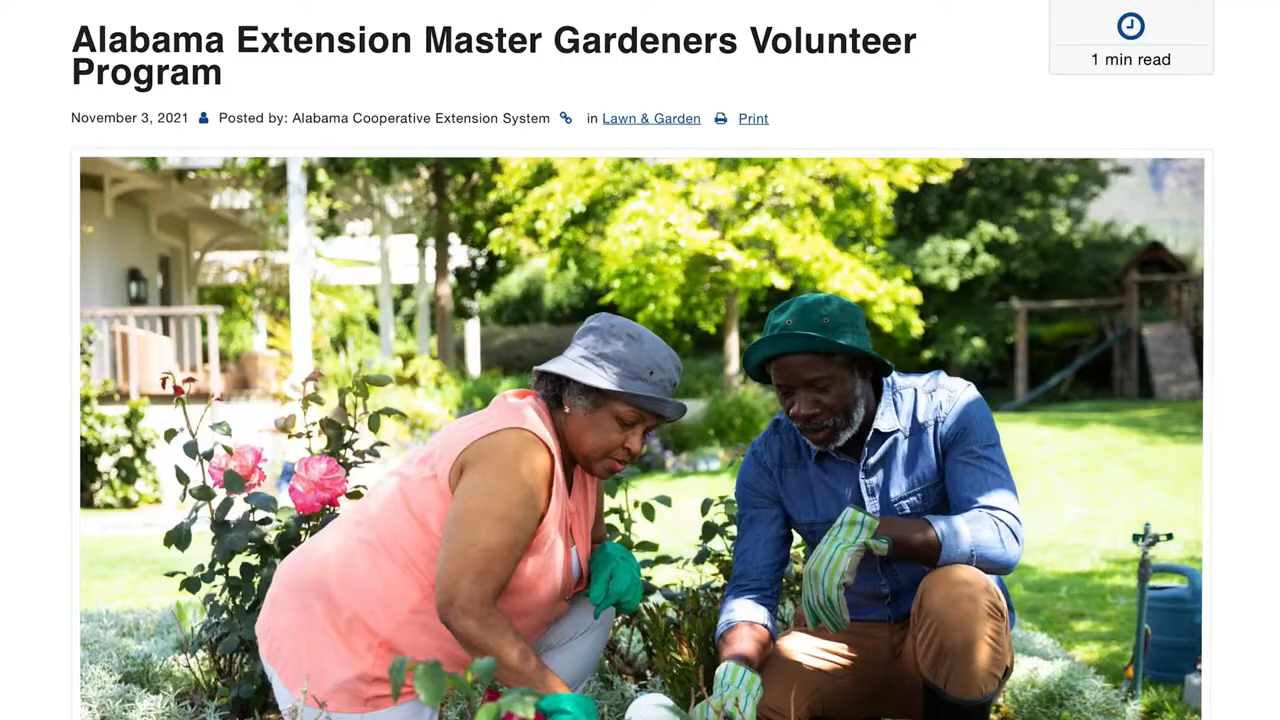 Alabama Extension Master Gardeners Volunteer
Program
1 min read
November 3, 2021 Posted by: Alabama Cooperative Extension System in Lawn & Garden Print